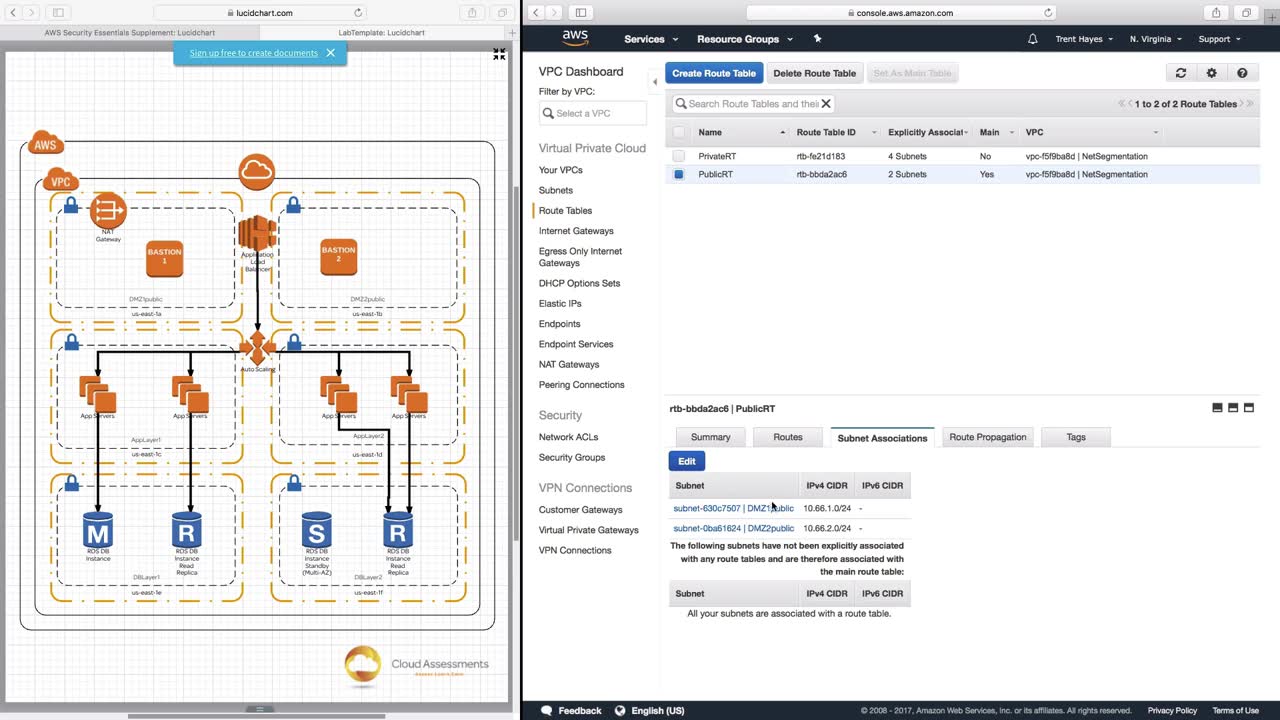 lucidchart.com
AWS Security Essentials Supplement: Lucidchart
LabTemplate: Lucidchart
Sign up free to create documents
AWS
VPC
NAT
Gateway
BASTION
1
Application
Load
Balancer
BASTION
2
DMZ1public
us-east-1a
DMZ2public
us-east-1b
Auto Scaling
App Servers
App Servers
App Servers
App Servers
AppLayer1
us-east-1c
AppLayer2
us-east-1d
M
RDS DB
Instance
R
RDS DB
Instance
Read
Replica
S
RDS DB
Instance
Standby
(Multi-AZ)
R
RDS DB
Instance
Read
Replica
DBLayer1
us-east-1e
DBLayer2
us-east-1f
Cloud Assessments
console.aws.amazon.com
aws
Services
Resource Groups
Trent Hayes
N. Virginia
Support
VPC Dashboard
Filter by VPC:
Select a VPC
Virtual Private Cloud
Your VPCs
Subnets
Route Tables
Internet Gateways
Egress Only Internet
Gateways
DHCP Options Sets
Elastic IPs
Endpoints
Endpoint Services
NAT Gateways
Peering Connections
Security
Network ACLs
Security Groups
VPN Connections
Customer Gateways
Virtual Private Gateways
VPN Connections
Create Route Table
Delete Route Table
Set As Main Table
Search Route Tables and their
1 to 2 of 2 Route Tables
Name Route Table ID Explicitly Associat Main VPC
PrivateRT rtb-fe21d183 4 Subnets No vpc-f5f9ba8d | NetSegmentation
PublicRT rtb-bbda2ac6 2 Subnets Yes vpc-f5f9ba8d | NetSegmentation
rtb-bbda2ac6 | PublicRT
Summary Routes Subnet Associations Route Propagation Tags
Edit
Subnet IPv4 CIDR IPv6 CIDR
subnet-630c7507 | DMZ1public 10.66.1.0/24 -
subnet-0ba61624 | DMZ2public 10.66.2.0/24 -
The following subnets have not been explicitly associated
with any route tables and are therefore associated with
the main route table:
Subnet IPv4 CIDR IPv6 CIDR
All your subnets are associated with a route table.
Feedback
English (US)
© 2008 - 2017, Amazon Web Services, Inc. or its affiliates. All rights reserved.
Privacy Policy
Terms of Use